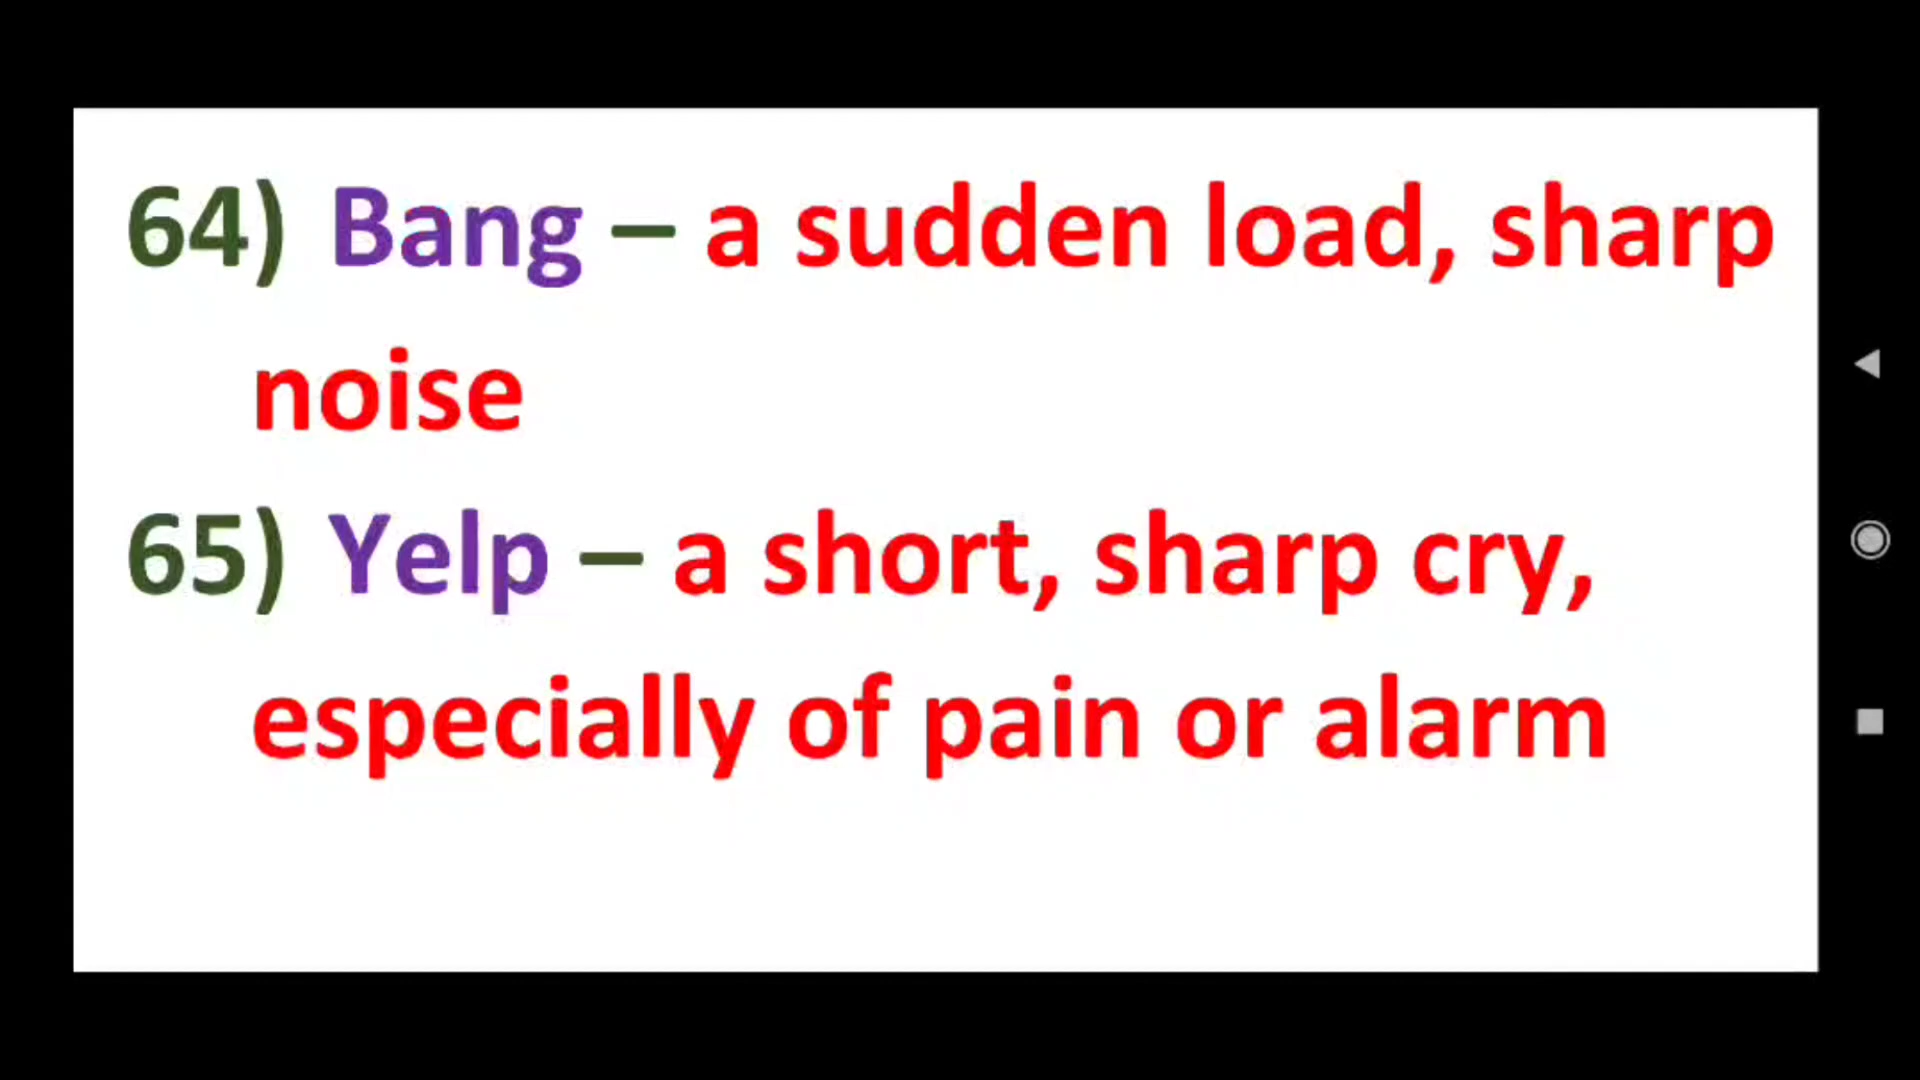 64) Bang – a sudden load, sharp
noise
65) Yelp – a short, sharp cry,
especially of pain or alarm